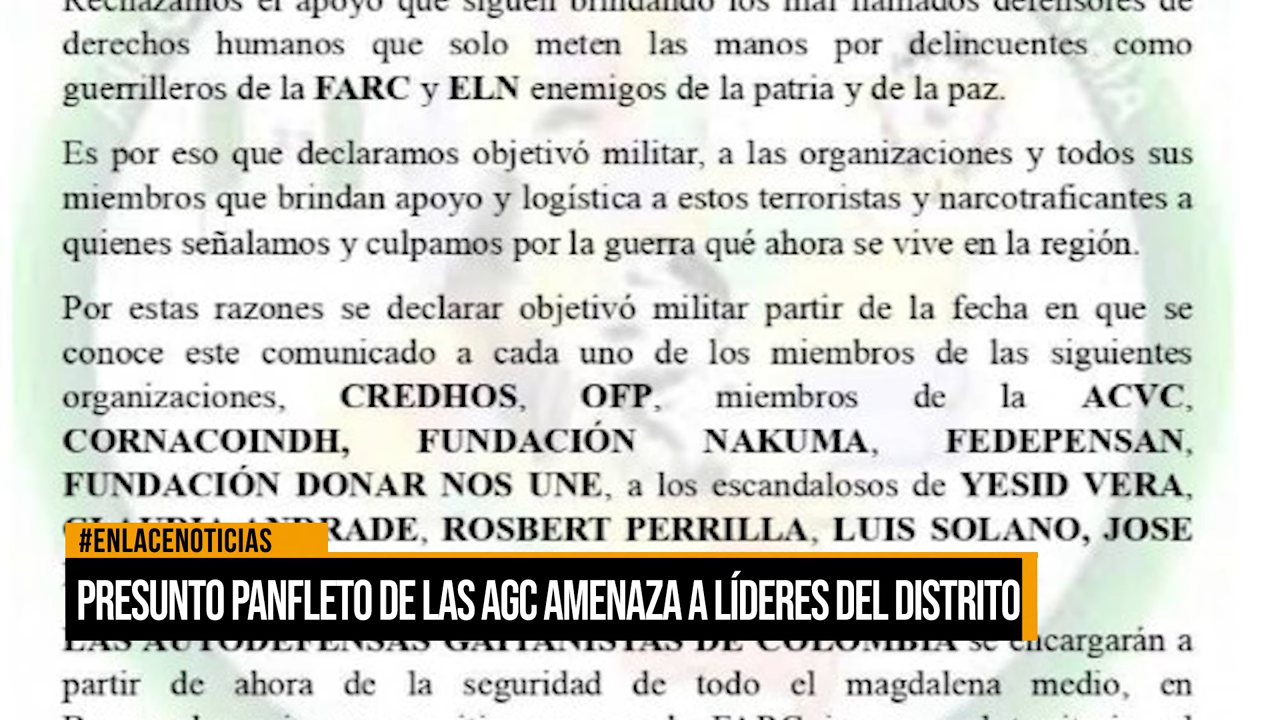 Rechazamos el apoyo que siguen brindando los mal llamados defensores de
derechos humanos que solo meten las manos por delincuentes como
guerrilleros de la FARC y ELN enemigos de la patria y de la paz.
Es por eso que declaramos objetivó militar, a las organizaciones y todos sus
miembros que brindan apoyo y logística a estos terroristas y narcotraficantes a
quienes señalamos y culpamos por la guerra qué ahora se vive en la región.
Por estas razones se declarar objetivó militar partir de la fecha en que se
conoce este comunicado a cada uno de los miembros de las siguientes
organizaciones, CREDHOS, OFP, miembros de la ACVC,
CORNACOINDH, FUNDACIÓN NAKUMA, FEDEPENSAN,
FUNDACIÓN DONAR NOS UNE, a los escandalosos de YESID VERA,
CLAUDIA ANDRADE, ROSBERT PERRILLA, LUIS SOLANO, JOSE
#ENLACENOTICIAS
PRESUNTO PANFLETO DE LAS AGC AMENAZA A LÍDERES DEL DISTRITO
LAS AUTODEFENSAS GAITANISTAS DE COLOMBIA se encargarán a
partir de ahora de la seguridad de todo el magdalena medio, en